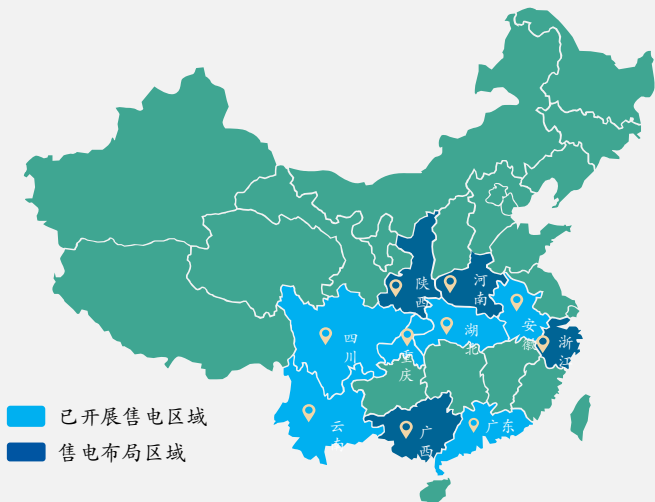 陕西
河南
安徽
浙江
湖北
四川
重庆
云南
广西
广东
已开展售电区域
售电布局区域